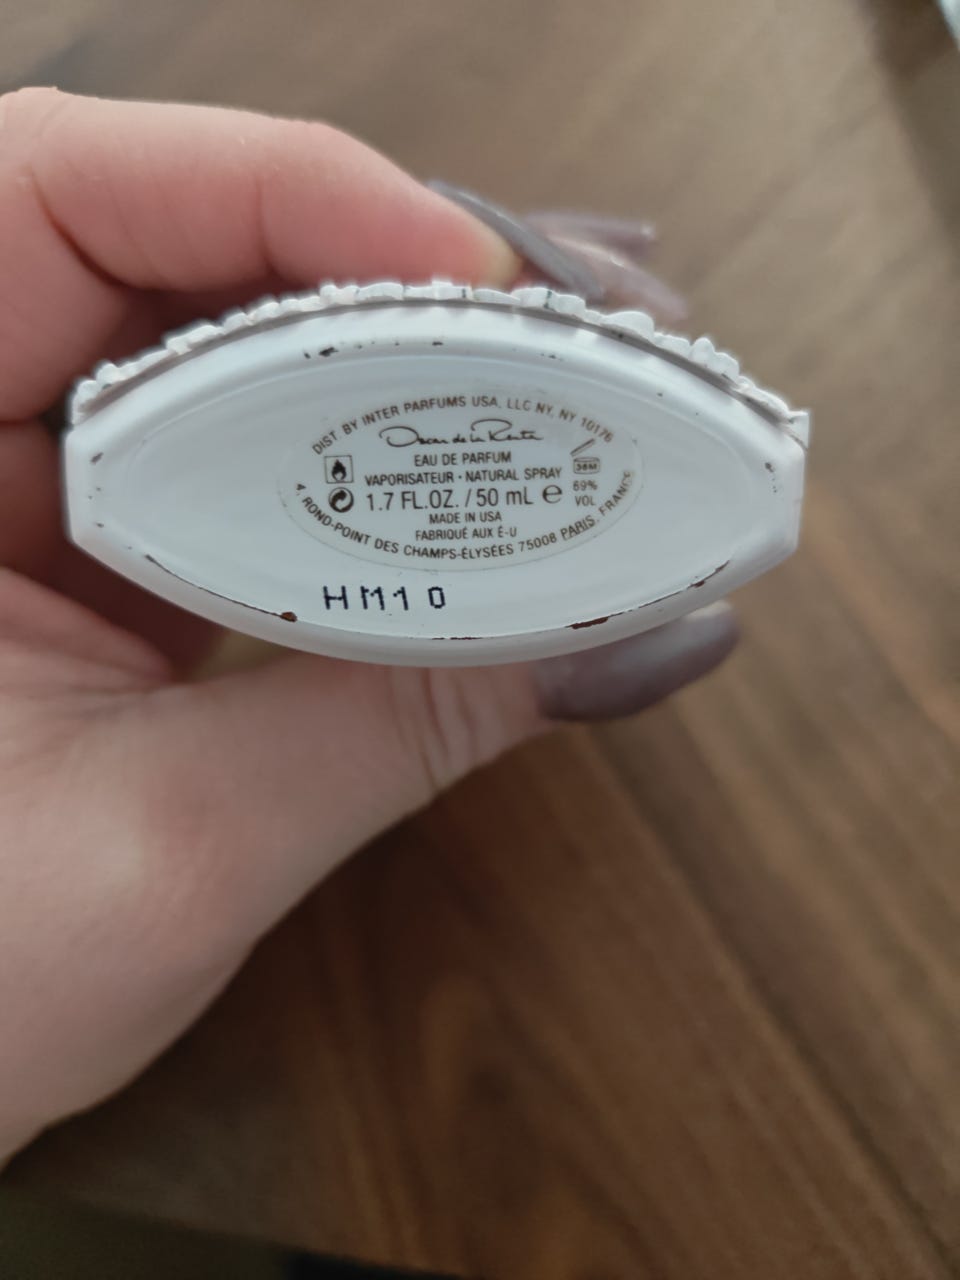 DIST. BY INTER PARFUMS USA, LLC NY, NY 10176
Oscar de la Renta
EAU DE PARFUM
VAPORISATEUR • NATURAL SPRAY
36M
1.7 FL.OZ. / 50 mL ℮
69%
VOL
MADE IN USA
FABRIQUÉ AUX É-U
4, ROND-POINT DES CHAMPS-ÉLYSÉES 75008 PARIS, FRANCE
HM10